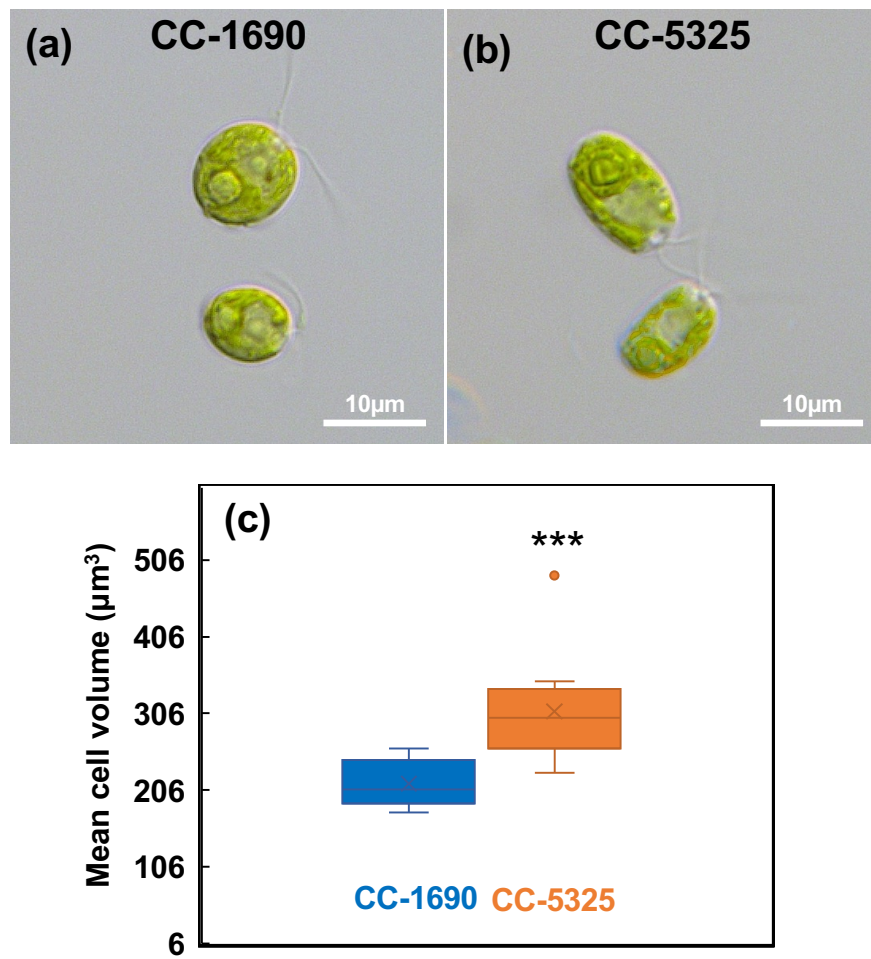 (a) CC-1690
(b) CC-5325
10µm
10µm
(c)
***
Mean cell volume (µm³)
506
406
306
206
106
6
CC-1690 CC-5325